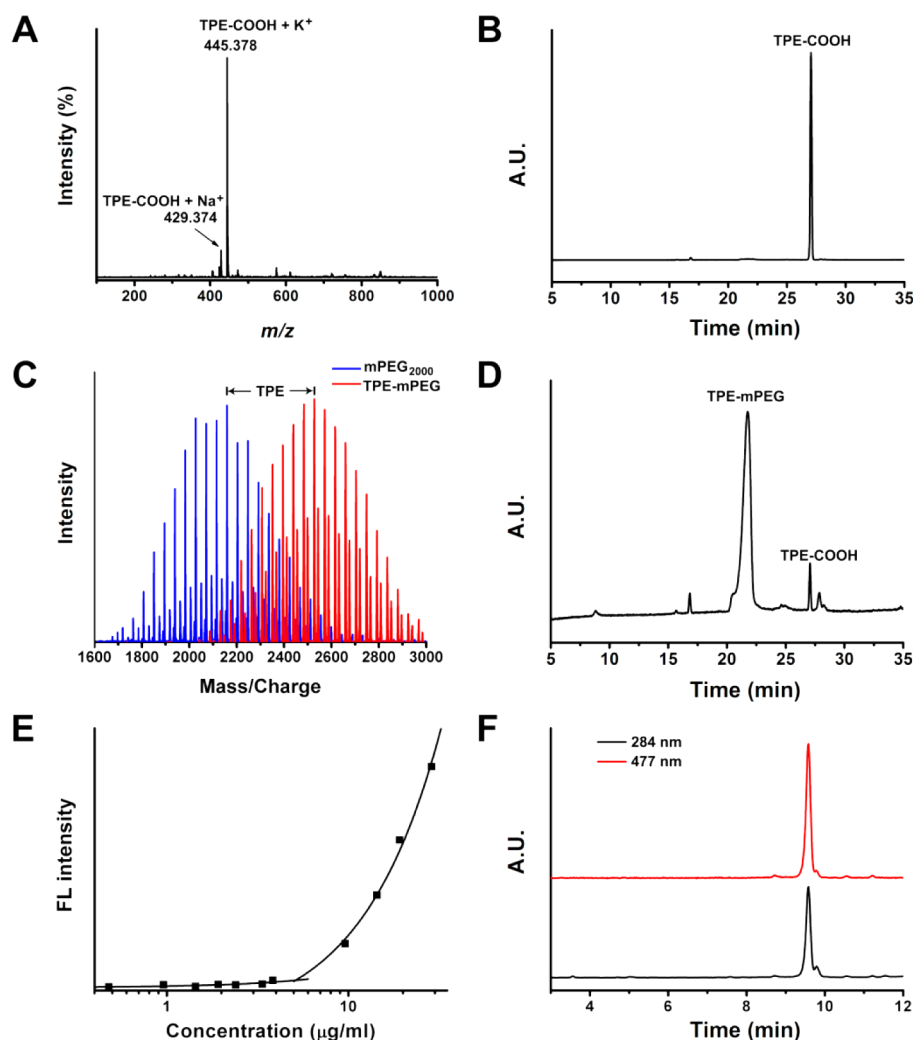 A
TPE-COOH + K⁺
445.378
TPE-COOH + Na⁺
429.374
Intensity (%)
200 400 600 800 1000
m/z
B
TPE-COOH
A.U.
5 10 15 20 25 30 35
Time (min)
C
mPEG₂₀₀₀
TPE-mPEG
TPE
Intensity
1600 2000 2200 2600 3000
Mass/Charge
D
TPE-mPEG
TPE-COOH
A.U.
5 10 15 20 25 30 35
Time (min)
E
FL intensity
1 10
Concentration (μg/ml)
F
284 nm
477 nm
A.U.
4 6 8 10 12
Time (min)